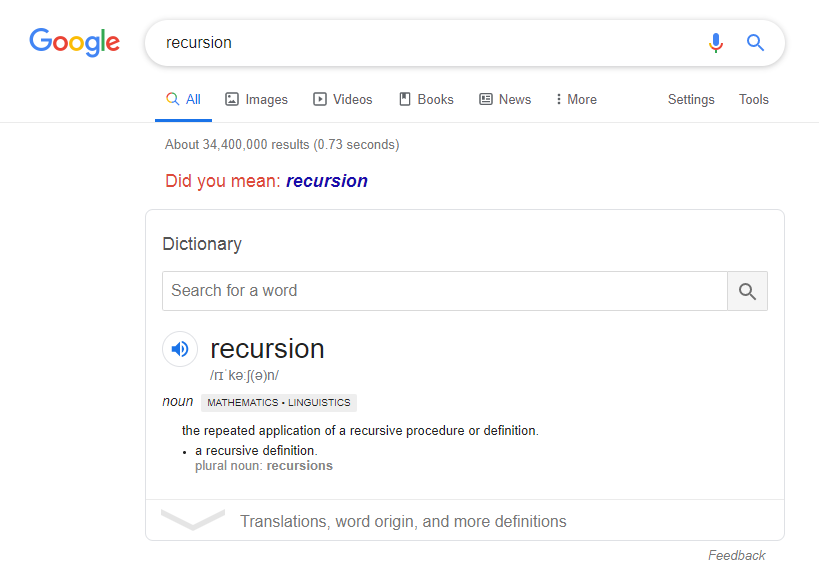 Google
recursion
All Images Videos Books News More Settings Tools
About 34,400,000 results (0.73 seconds)
Did you mean: recursion
Dictionary
Search for a word
recursion
/rɪˈkəːʃ(ə)n/
noun MATHEMATICS • LINGUISTICS
the repeated application of a recursive procedure or definition.
• a recursive definition.
plural noun: recursions
Translations, word origin, and more definitions
Feedback